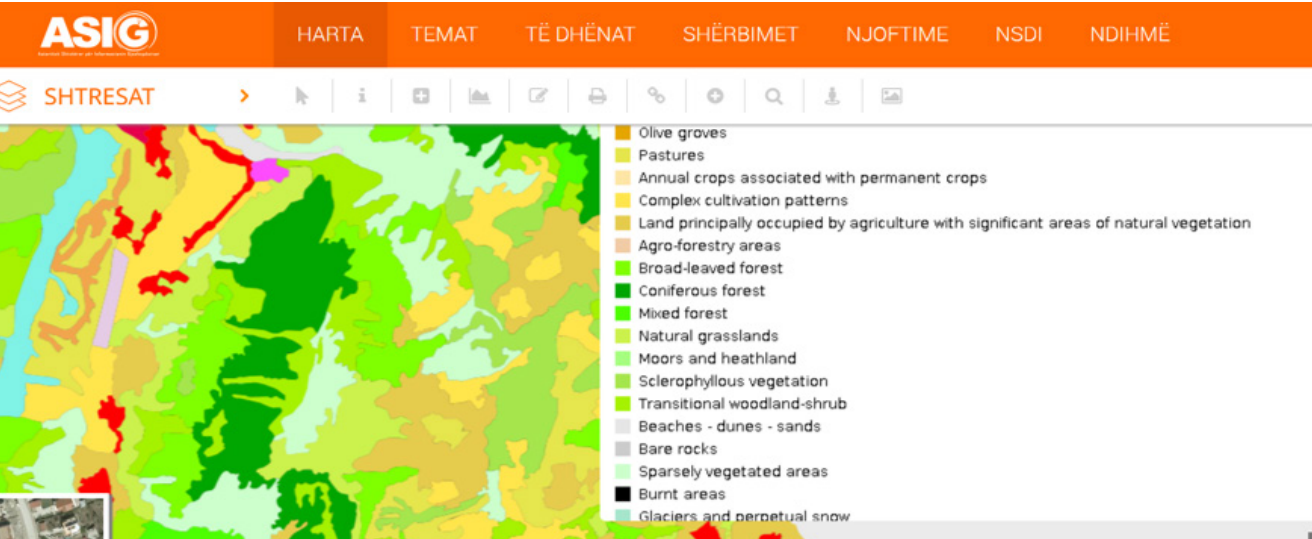 ASIG
HARTA TEMAT TË DHËNAT SHËRBIMET NJOFTIME NSDI NDIHMË
SHTRESAT
Olive groves
Pastures
Annual crops associated with permanent crops
Complex cultivation patterns
Land principally occupied by agriculture with significant areas of natural vegetation
Agro-forestry areas
Broad-leaved forest
Coniferous forest
Mixed forest
Natural grasslands
Moors and heathland
Sclerophyllous vegetation
Transitional woodland-shrub
Beaches - dunes - sands
Bare rocks
Sparsely vegetated areas
Burnt areas
Glaciers and perpetual snow